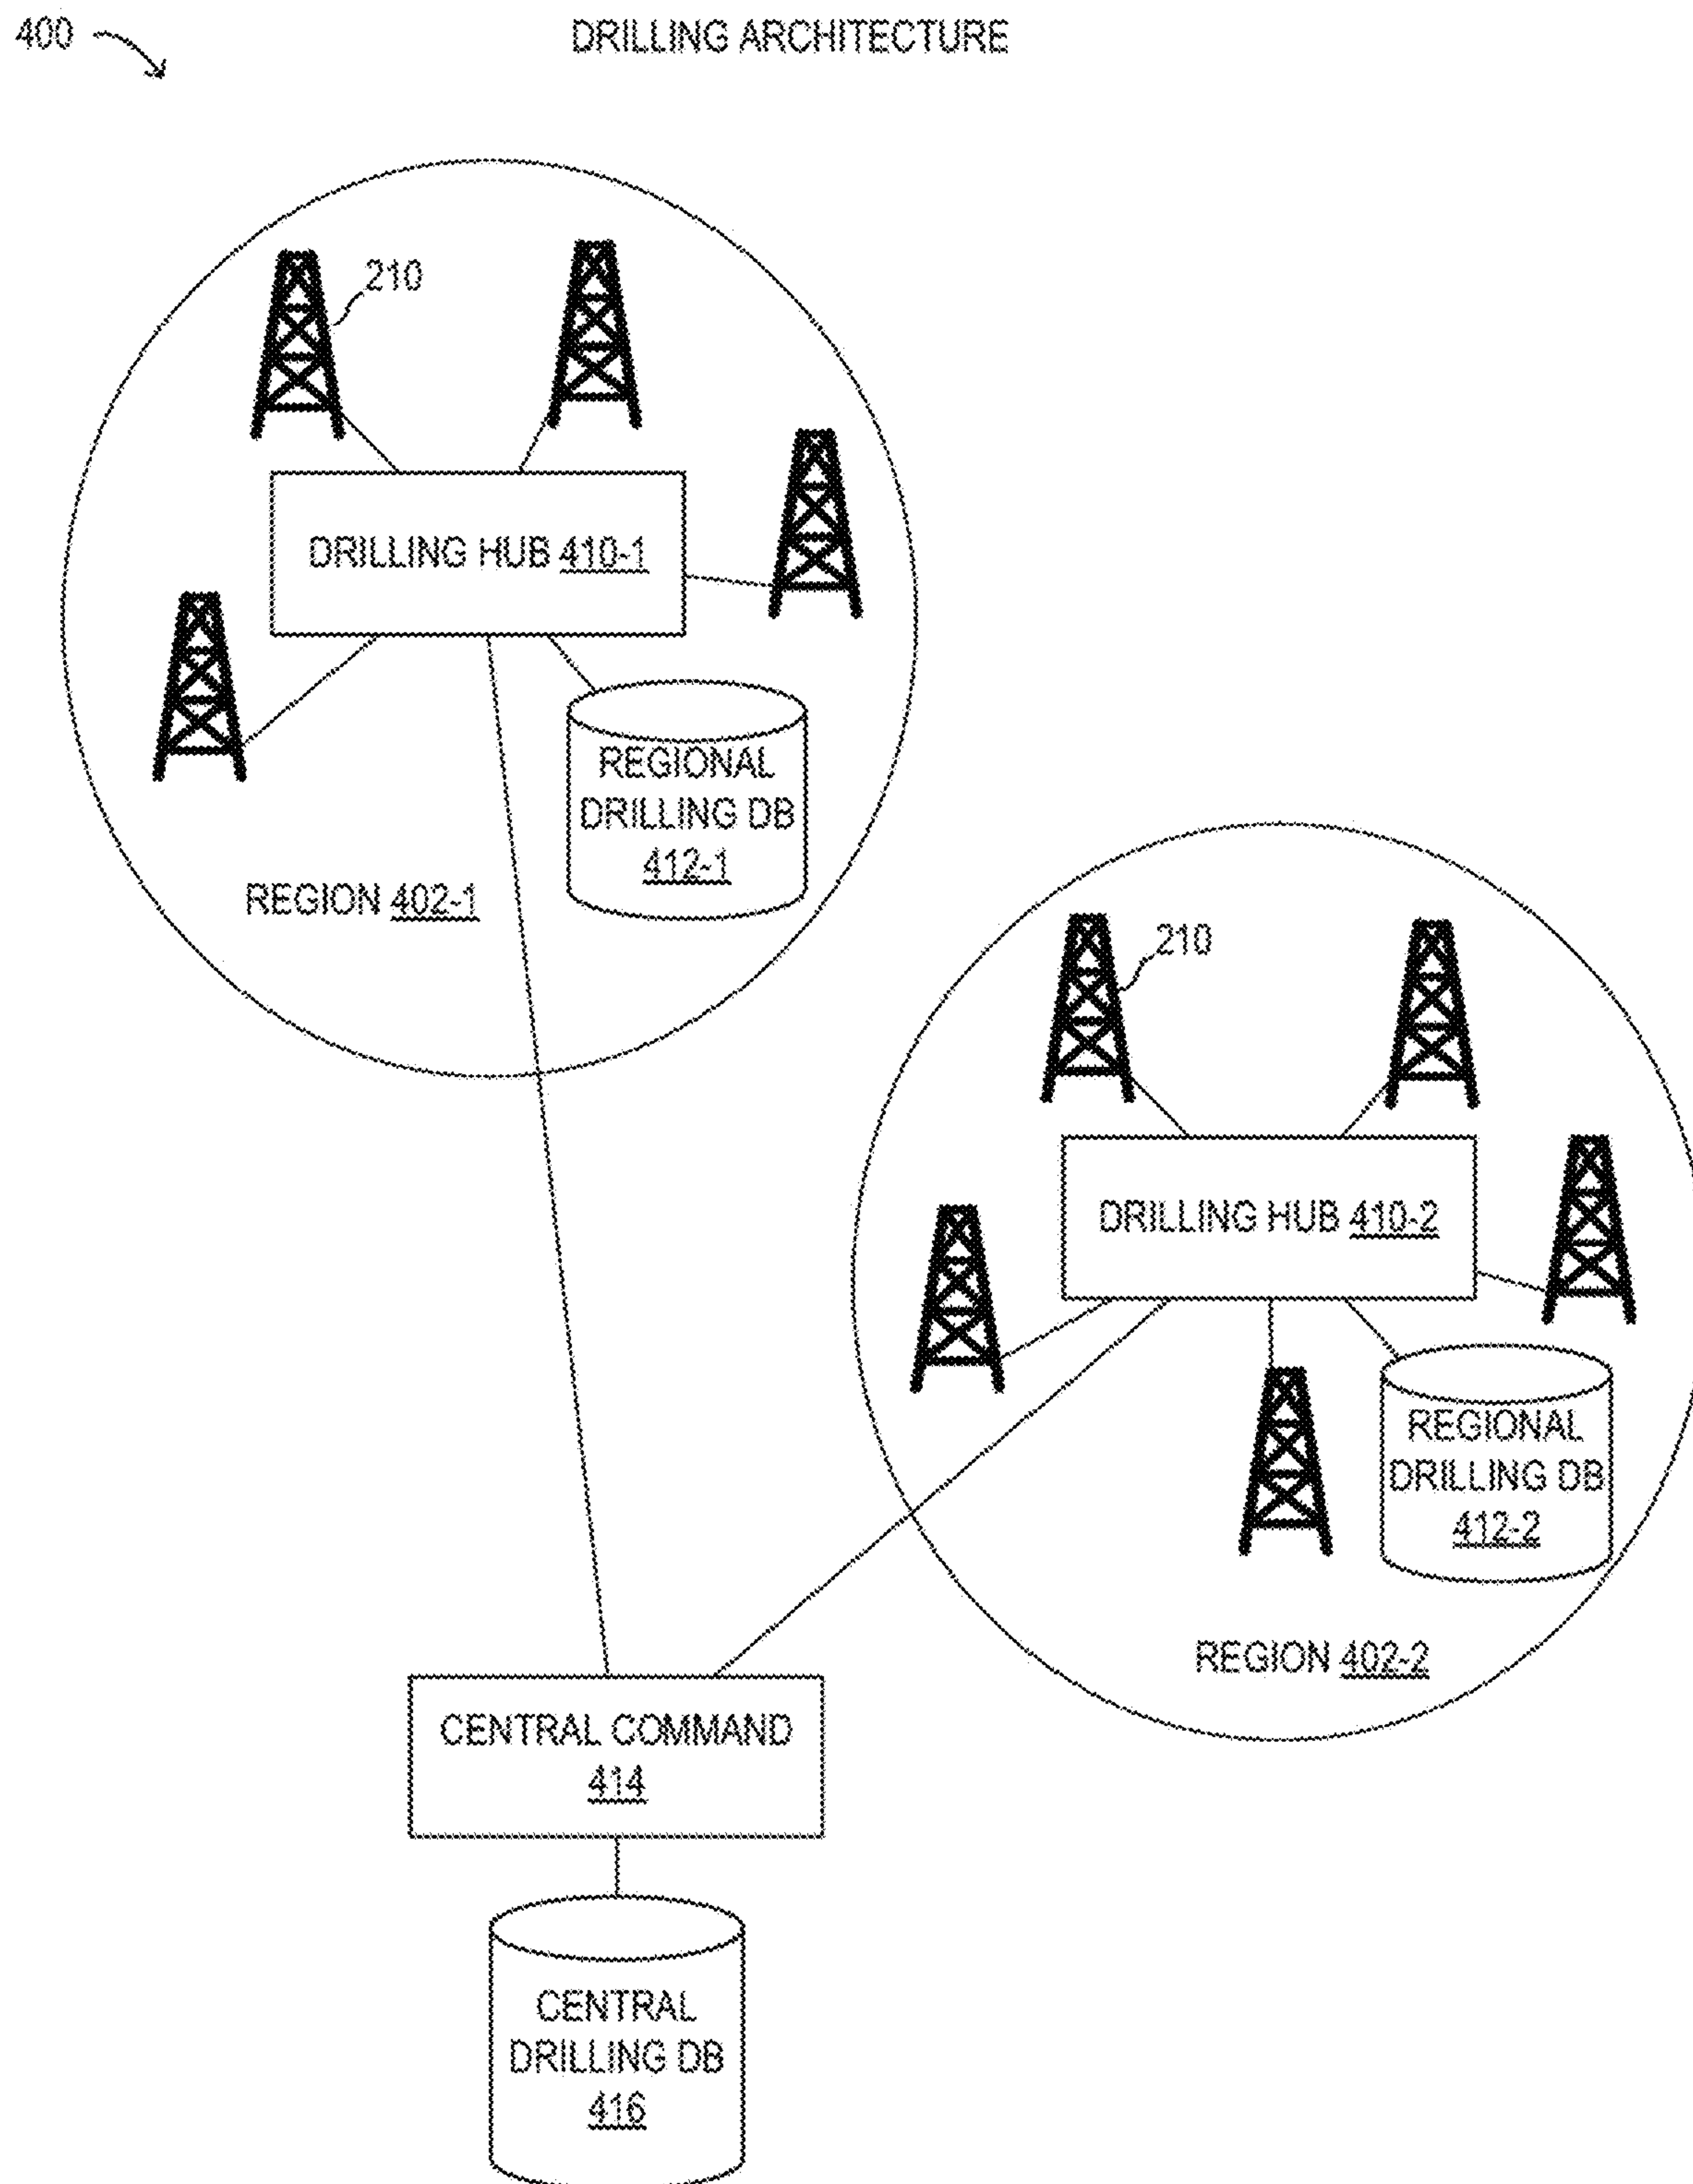 400
DRILLING ARCHITECTURE
210
DRILLING HUB 410-1
REGIONAL
DRILLING DB
412-1
REGION 402-1
210
DRILLING HUB 410-2
REGIONAL
DRILLING DB
412-2
REGION 402-2
CENTRAL COMMAND
414
CENTRAL
DRILLING DB
416